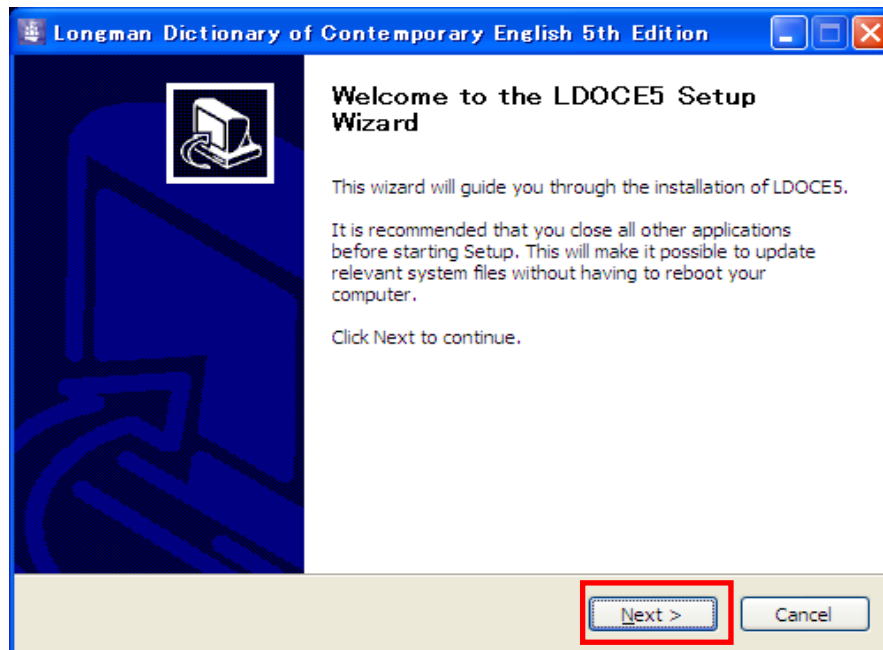 Longman Dictionary of Contemporary English 5th Edition
Welcome to the LDOCE5 Setup
Wizard
This wizard will guide you through the installation of LDOCE5.
It is recommended that you close all other applications
before starting Setup. This will make it possible to update
relevant system files without having to reboot your
computer.
Click Next to continue.
Next >
Cancel